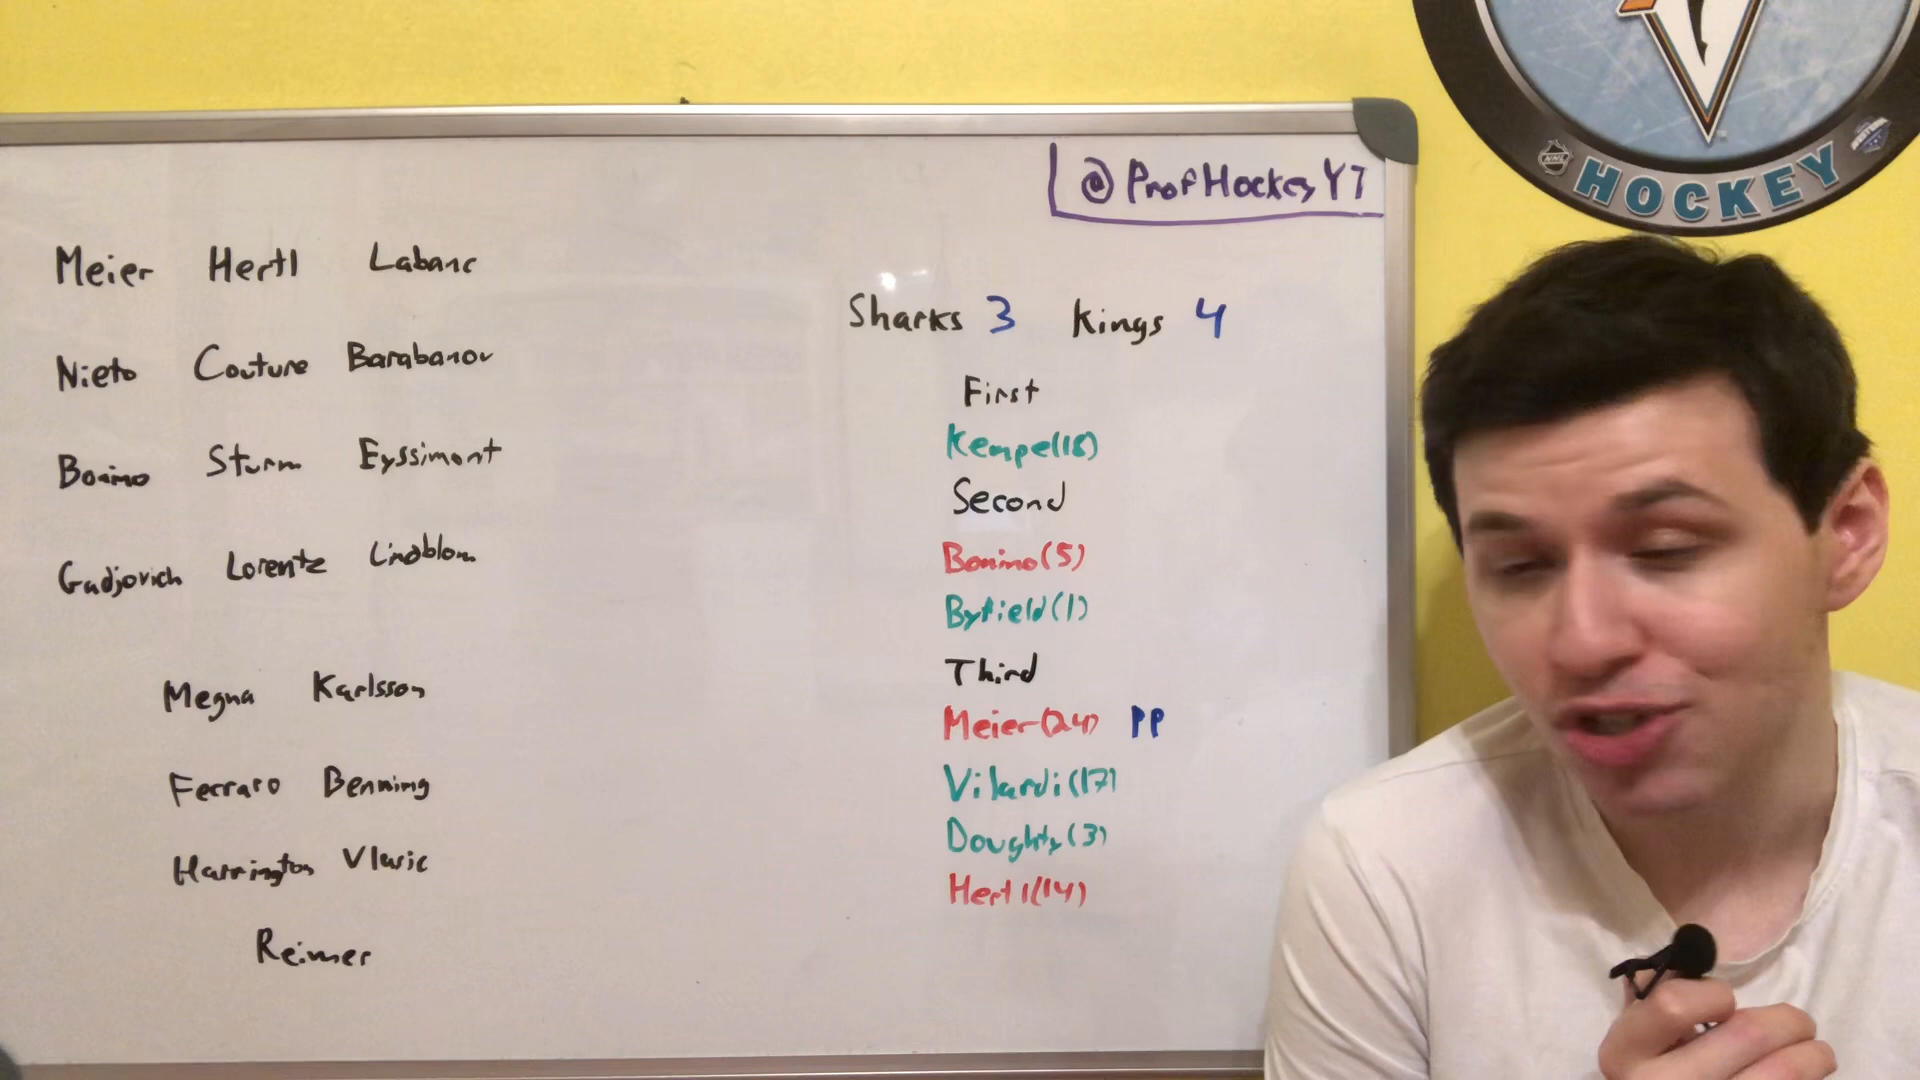 HOCKEY
NHL
@ProfHockeyYT
Meier Hertl Labanc
Nieto Couture Barabanov
Bonino Sturm Eyssimont
Gadjovich Lorentz Lindblom
Megna Karlsson
Ferraro Benning
Harrington Vlasic
Reimer
Sharks 3 Kings 4
First
Kempe(18)
Second
Bonino(5)
Byfield(1)
Third
Meier(24) PP
Vilardi(17)
Doughty(3)
Hertl(14)